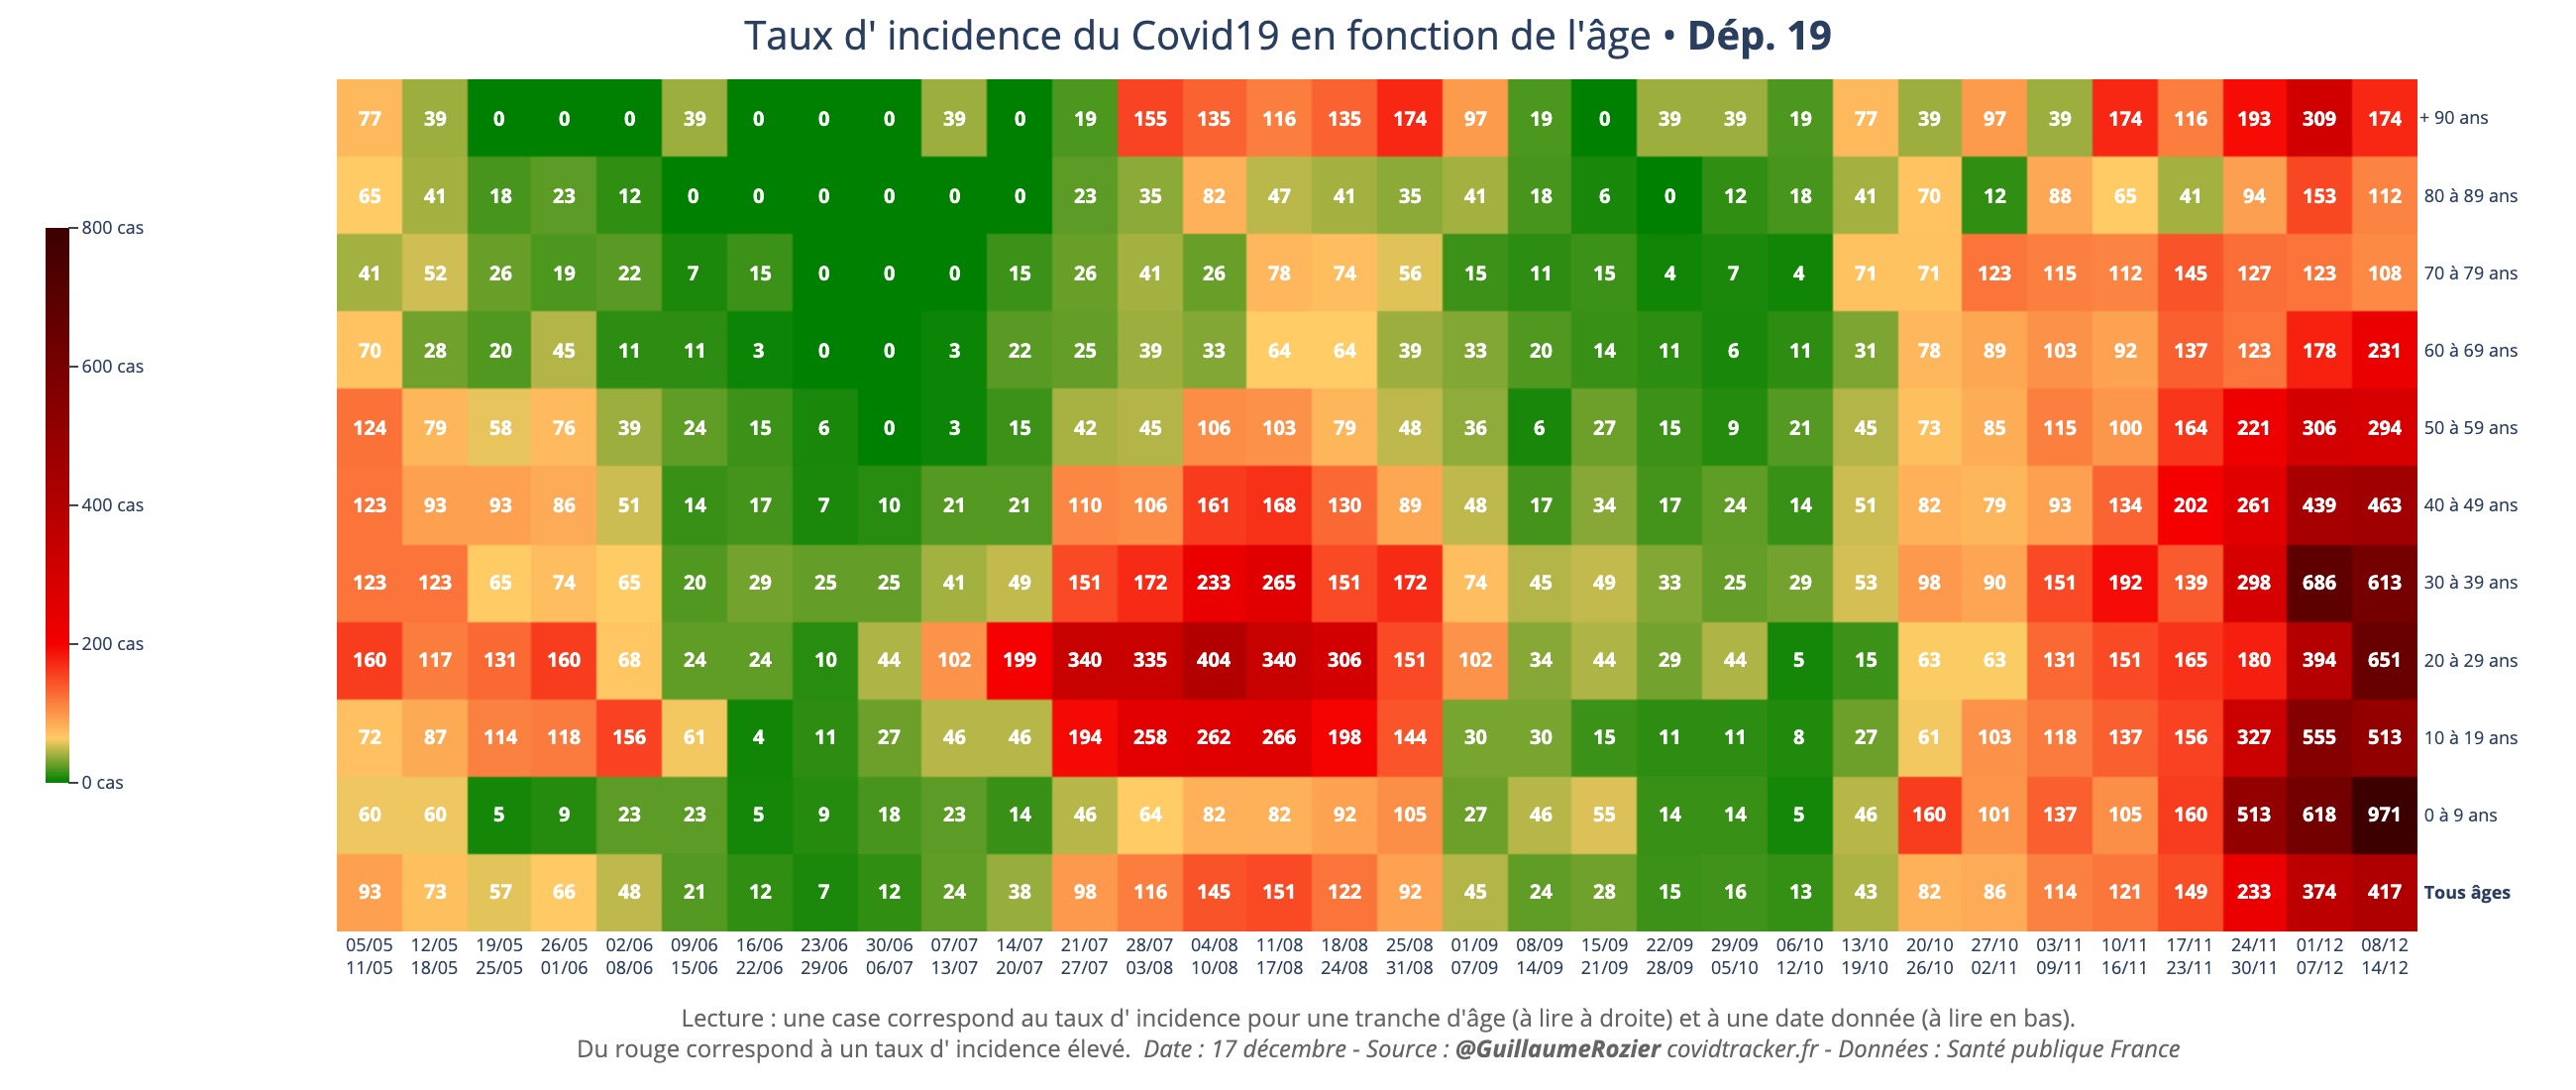 Taux d' incidence du Covid19 en fonction de l'âge • Dép. 19
800 cas
600 cas
400 cas
200 cas
0 cas
77 39 0 0 0 39 0 0 0 39 0 19 155 135 116 135 174 97 19 0 39 39 19 77 39 97 39 174 116 193 309 174 + 90 ans
65 41 18 23 12 0 0 0 0 0 0 23 35 82 47 41 35 41 18 6 0 12 18 41 70 12 88 65 41 94 153 112 80 à 89 ans
41 52 26 19 22 7 15 0 0 0 15 26 41 26 78 74 56 15 11 15 4 7 4 71 71 123 115 112 145 127 123 108 70 à 79 ans
70 28 20 45 11 11 3 0 0 3 22 25 39 33 64 64 39 33 20 14 11 6 11 31 78 89 103 92 137 123 178 231 60 à 69 ans
124 79 58 76 39 24 15 6 0 3 15 42 45 106 103 79 48 36 6 27 15 9 21 45 73 85 115 100 164 221 306 294 50 à 59 ans
123 93 93 86 51 14 17 7 10 21 21 110 106 161 168 130 89 48 17 34 17 24 14 51 82 79 93 134 202 261 439 463 40 à 49 ans
123 123 65 74 65 20 29 25 25 41 49 151 172 233 265 151 172 74 45 49 33 25 29 53 98 90 151 192 139 298 686 613 30 à 39 ans
160 117 131 160 68 24 24 10 44 102 199 340 335 404 340 306 151 102 34 44 29 44 5 15 63 63 131 151 165 180 394 651 20 à 29 ans
72 87 114 118 156 61 4 11 27 46 46 194 258 262 266 198 144 30 30 15 11 11 8 27 61 103 118 137 156 327 555 513 10 à 19 ans
60 60 5 9 23 23 5 9 18 23 14 46 64 82 82 92 105 27 46 55 14 14 5 46 160 101 137 105 160 513 618 971 0 à 9 ans
93 73 57 66 48 21 12 7 12 24 38 98 116 145 151 122 92 45 24 28 15 16 13 43 82 86 114 121 149 233 374 417 Tous âges
05/05 12/05 19/05 26/05 02/06 09/06 16/06 23/06 30/06 07/07 14/07 21/07 28/07 04/08 11/08 18/08 25/08 01/09 08/09 15/09 22/09 29/09 06/10 13/10 20/10 27/10 03/11 10/11 17/11 24/11 01/12 08/12
11/05 18/05 25/05 01/06 08/06 15/06 22/06 29/06 06/07 13/07 20/07 27/07 03/08 10/08 17/08 24/08 31/08 07/09 14/09 21/09 28/09 05/10 12/10 19/10 26/10 02/11 09/11 16/11 23/11 30/11 07/12 14/12
Lecture : une case correspond au taux d' incidence pour une tranche d'âge (à lire à droite) et à une date donnée (à lire en bas).
Du rouge correspond à un taux d' incidence élevé. Date : 17 décembre - Source : @GuillaumeRozier covidtracker.fr - Données : Santé publique France